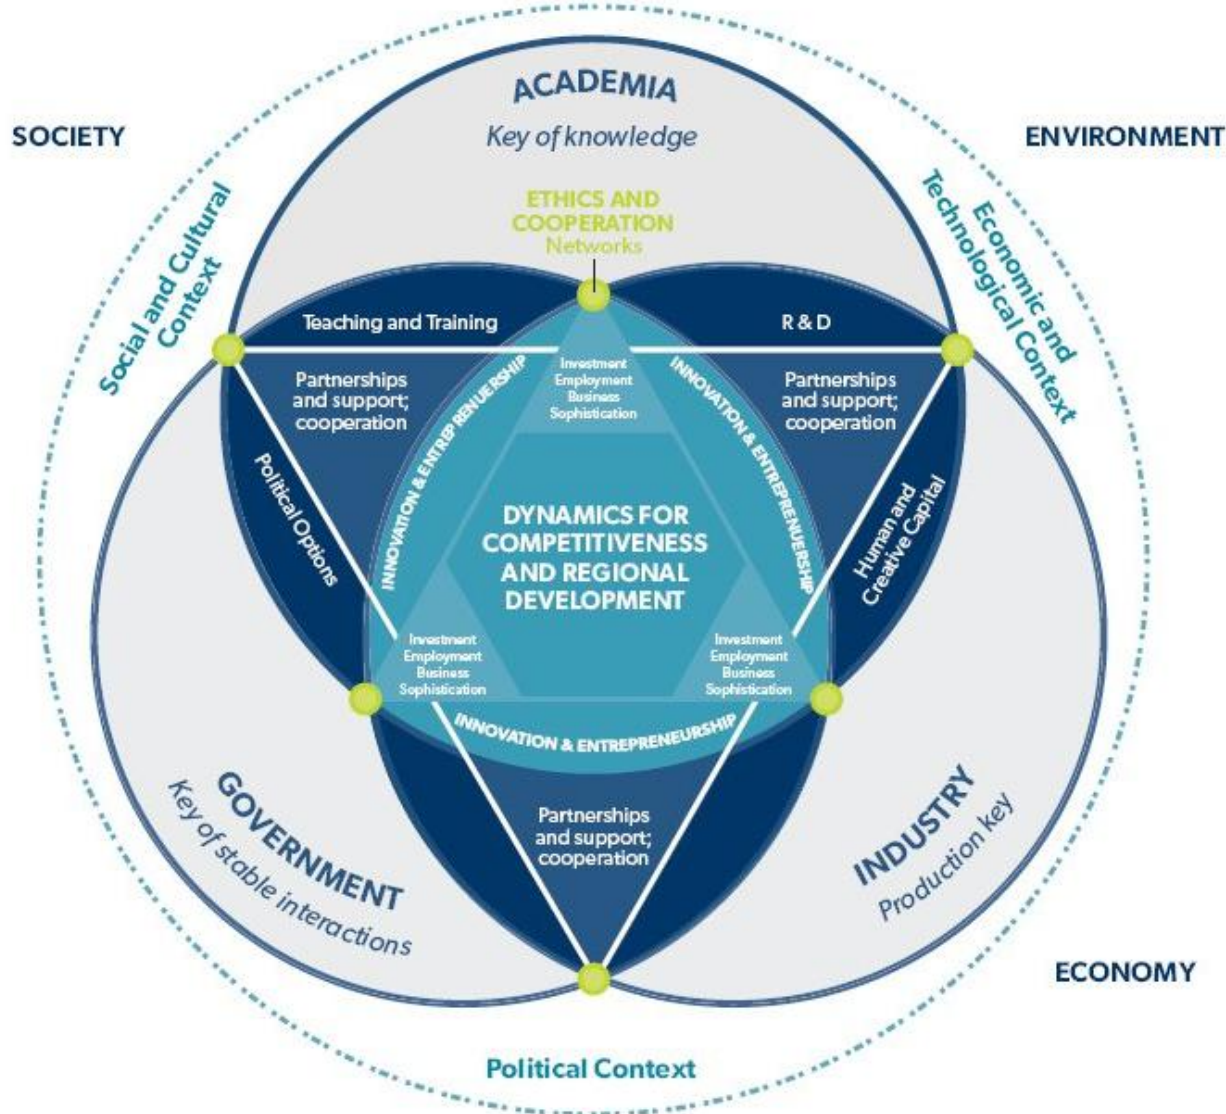 ACADEMIA
Key of knowledge
SOCIETY
ENVIRONMENT
Social and Cultural
Context
Economic and
Technological Context
ETHICS AND
COOPERATION
Networks
Teaching and Training
R & D
Partnerships
and support;
cooperation
Investment
Employment
Business
Sophistication
Partnerships
and support;
cooperation
INNOVATION & ENTREPRENUERSHIP
INNOVATION & ENTREPRENUERSHIP
Political Options
Human and
Creative Capital
DYNAMICS FOR
COMPETITIVENESS
AND REGIONAL
DEVELOPMENT
Investment
Employment
Business
Sophistication
Investment
Employment
Business
Sophistication
INNOVATION & ENTREPRENEURSHIP
Partnerships
and support;
cooperation
GOVERNMENT
Key of stable interactions
INDUSTRY
Production key
ECONOMY
Political Context